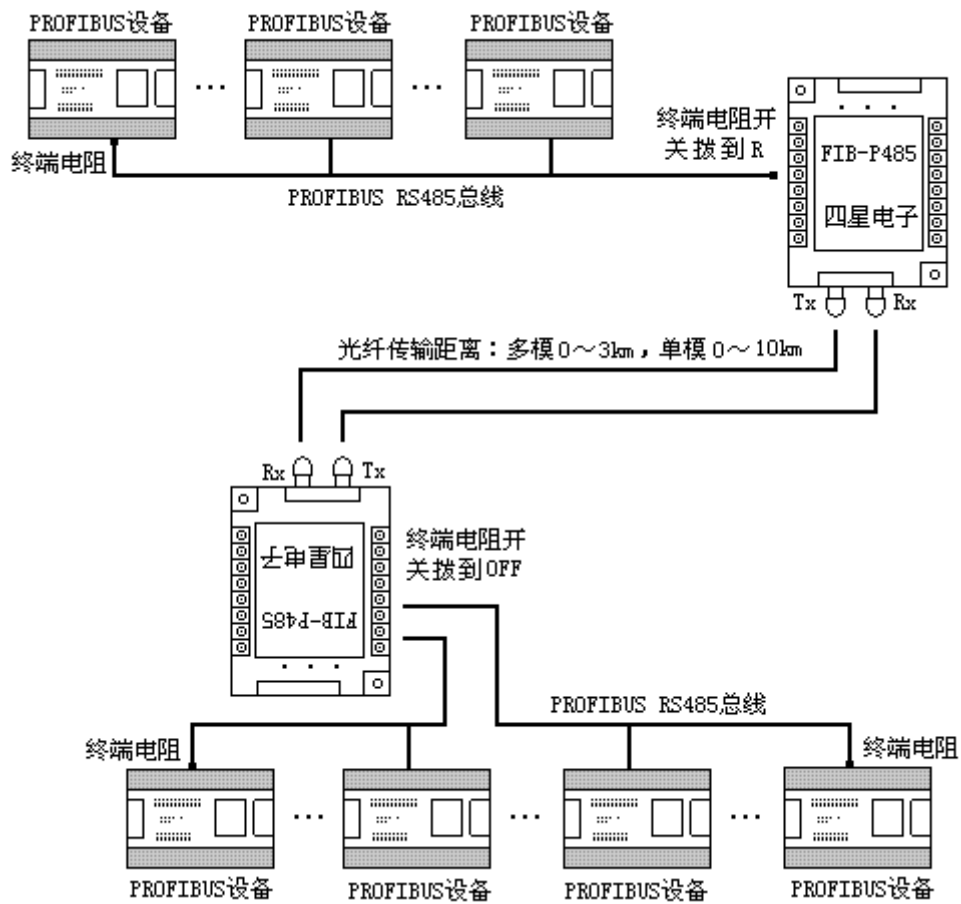 PROFIBUS设备
PROFIBUS设备
PROFIBUS设备
终端电阻
PROFIBUS RS485总线
终端电阻开
关拨到R
FIB-P485
四星电子
Tx
Rx
光纤传输距离：多模0～3km，单模0～10km
Rx
Tx
四星电子
FIB-P485
终端电阻开
关拨到OFF
PROFIBUS RS485总线
终端电阻
终端电阻
PROFIBUS设备
PROFIBUS设备
PROFIBUS设备
PROFIBUS设备